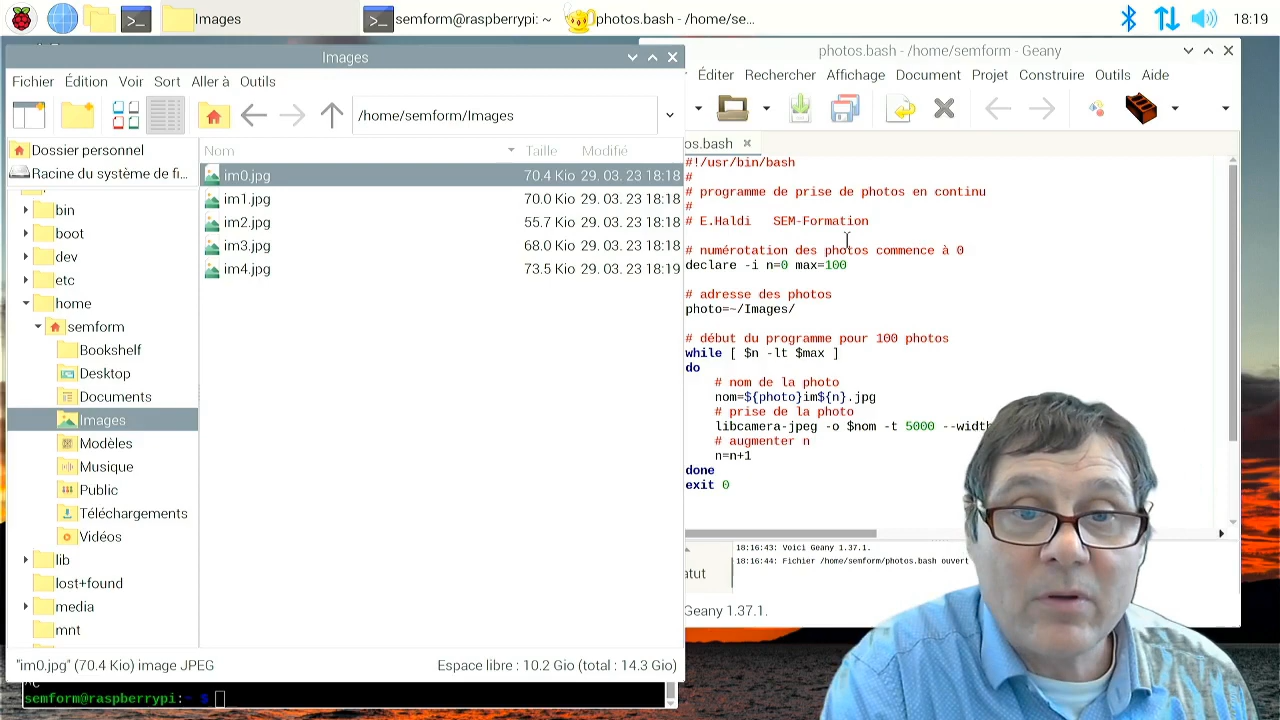 Images
semform@raspberrypi: ~
photos.bash - /home/se...
18:19
Images
Fichier Édition Voir Sort Aller à Outils
/home/semform/Images
Dossier personnel
Racine du système de fi...
bin
boot
dev
etc
home
semform
Bookshelf
Desktop
Documents
Images
Modèles
Musique
Public
Téléchargements
Vidéos
lib
lost+found
media
mnt
Nom Taille Modifié
im0.jpg 70.4 Kio 29. 03. 23 18:18
im1.jpg 70.0 Kio 29. 03. 23 18:18
im2.jpg 55.7 Kio 29. 03. 23 18:18
im3.jpg 68.0 Kio 29. 03. 23 18:18
im4.jpg 73.5 Kio 29. 03. 23 18:19
"im0.jpg" (70.4 Kio) image JPEG
Espace libre : 10.2 Gio (total : 14.3 Gio)
^C
semform@raspberrypi:~ $
photos.bash - /home/semform - Geany
Éditer Rechercher Affichage Document Projet Construire Outils Aide
os.bash
#!/usr/bin/bash
#
# programme de prise de photos en continu
#
# E.Haldi SEM-Formation
# numérotation des photos commence à 0
declare -i n=0 max=100
# adresse des photos
photo=~/Images/
# début du programme pour 100 photos
while [ $n -lt $max ]
do
# nom de la photo
nom=${photo}im${n}.jpg
# prise de la photo
libcamera-jpeg -o $nom -t 5000 --width
# augmenter n
n=n+1
done
exit 0
atut
18:16:43: Voici Geany 1.37.1.
18:16:44: Fichier /home/semform/photos.bash ouvert
Geany 1.37.1.